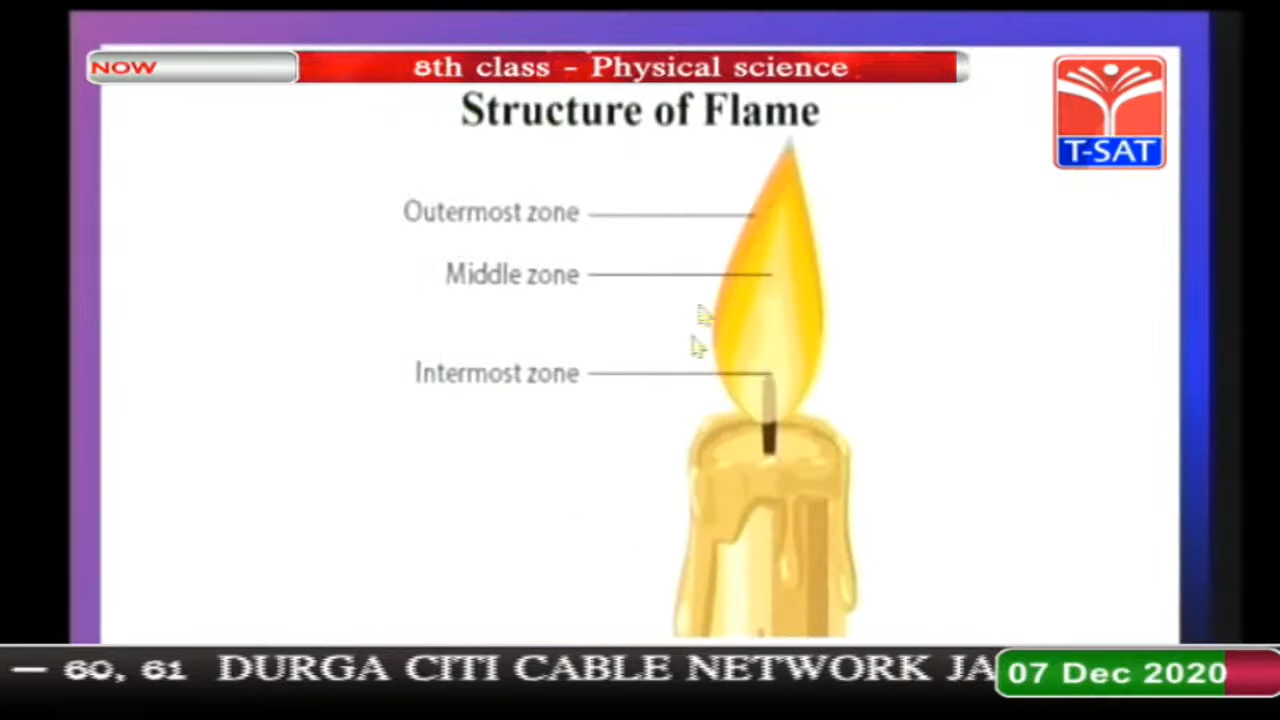 NOW
8th class - Physical science
T-SAT
Structure of Flame
Outermost zone
Middle zone
Intermost zone
— 60, 61 DURGA CITI CABLE NETWORK JA
07 Dec 2020